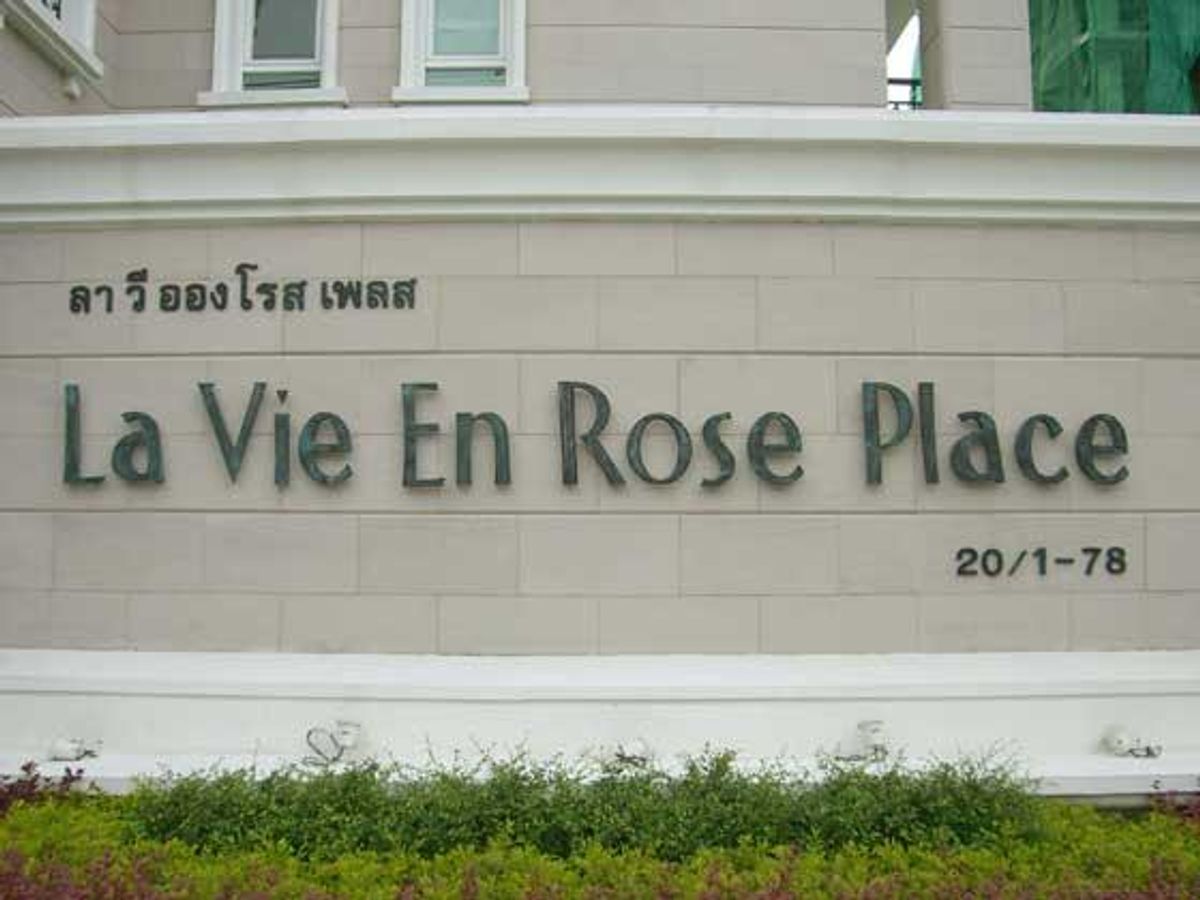 ลา วี อองโรส เพลส
La Vie En Rose Place
20/1-78